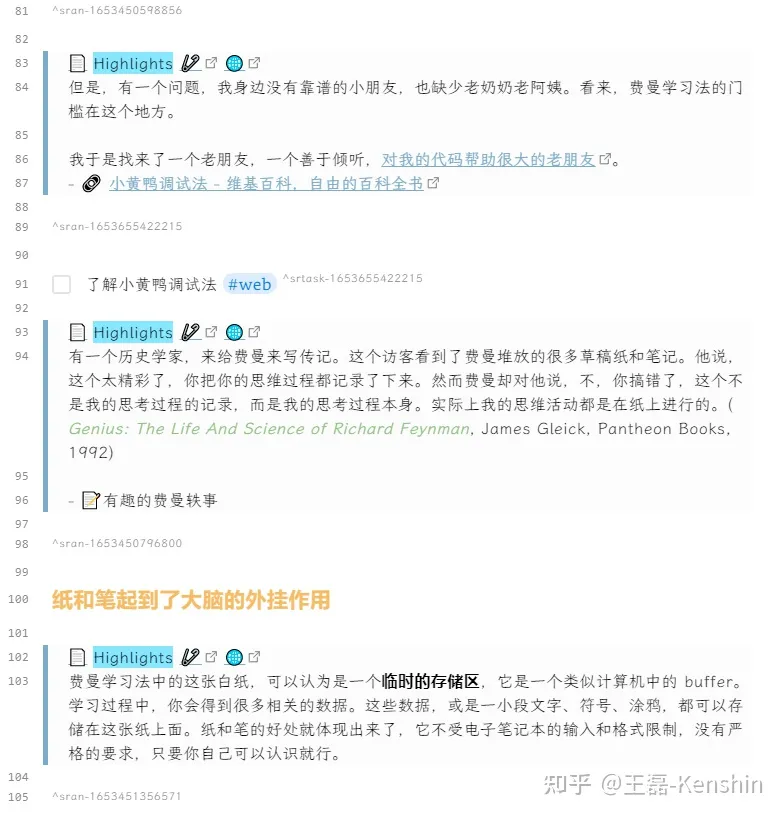 81 ^sran-1653450598856
82
83 Highlights
84 但是，有一个问题，我身边没有靠谱的小朋友，也缺少老奶奶老阿姨。看来，费曼学习法的门
槛在这个地方。
85
86 我于是找来了一个老朋友，一个善于倾听，对我的代码帮助很大的老朋友。
87 - 小黄鸭调试法 - 维基百科，自由的百科全书
88
89 ^sran-1653655422215
90
91 了解小黄鸭调试法 #web ^srtask-1653655422215
92
93 Highlights
94 有一个历史学家，来给费曼来写传记。这个访客看到了费曼堆放的很多草稿纸和笔记。他说，
这个太精彩了，你把你的思维过程都记录了下来。然而费曼却对他说，不，你搞错了，这个不
是我的思考过程的记录，而是我的思考过程本身。实际上我的思维活动都是在纸上进行的。(
Genius: The Life And Science of Richard Feynman, James Gleick, Pantheon Books,
1992)
95
96 - 📝有趣的费曼轶事
97
98 ^sran-1653450796800
99
100 纸和笔起到了大脑的外挂作用
101
102 Highlights
103 费曼学习法中的这张白纸，可以认为是一个临时的存储区，它是一个类似计算机中的 buffer。
学习过程中，你会得到很多相关的数据。这些数据，或是一小段文字、符号、涂鸦，都可以存
储在这张纸上面。纸和笔的好处就体现出来了，它不受电子笔记本的输入和格式限制，没有严
格的要求，只要你自己可以认识就行。
104
105 ^sran-1653451356571
知乎 @王磊-Kenshin